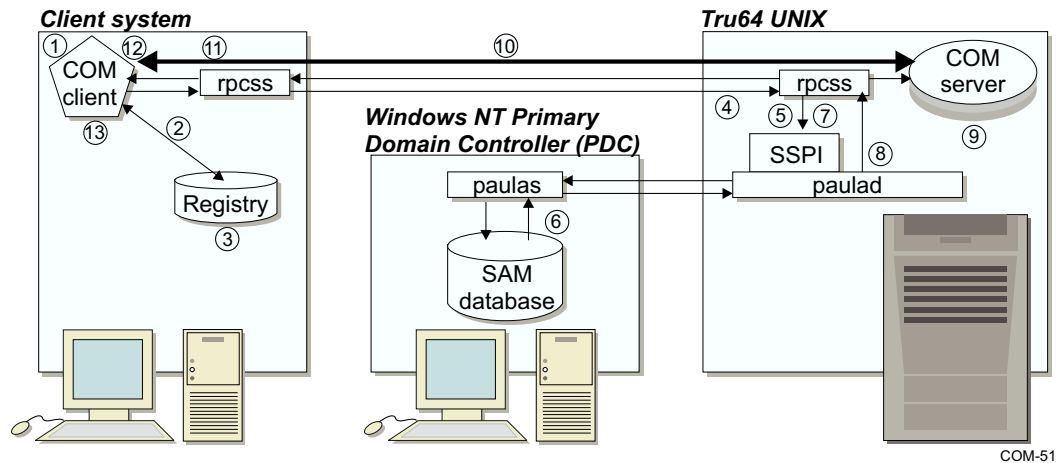 Client system
Tru64 UNIX
1
12
11
10
COM
client
rpcss
rpcss
COM
server
13
2
4
5
7
9
Windows NT Primary
Domain Controller (PDC)
SSPI
8
Registry
3
paulas
paulad
6
SAM
database
COM-51